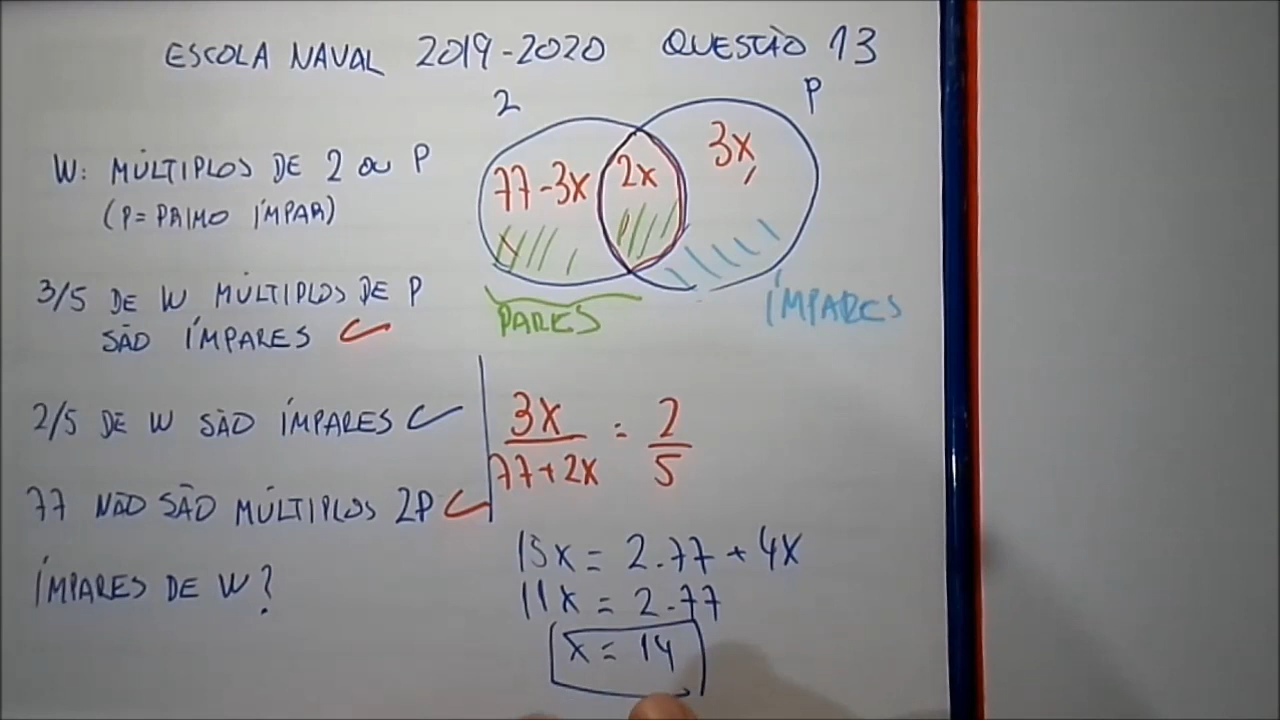 ESCOLA NAVAL 2019-2020 QUESTÃO 13
2 P
W: MÚLTIPLOS DE 2 OU P
(P= PRIMO ÍMPAR)
77-3x 2x 3x
3/5 DE W MÚLTIPLOS DE P
SÃO ÍMPARES
PARES ÍMPARES
2/5 DE W SÃO ÍMPARES
77 NÃO SÃO MÚLTIPLOS 2P
ÍMPARES DE W?
3x/77+2x = 2/5
15x = 2.77 + 4x
11x = 2.77
x = 14